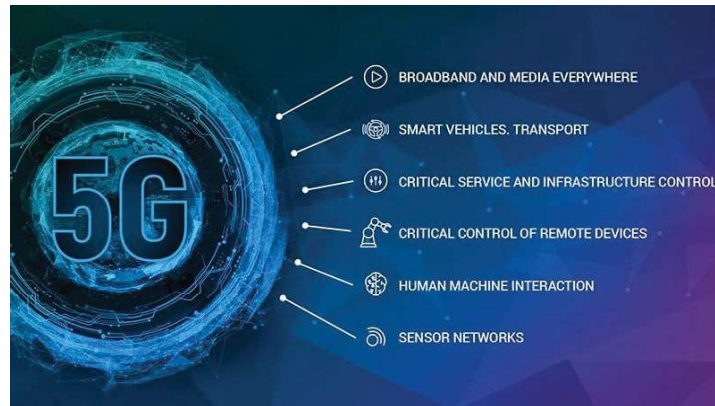 5G
BROADBAND AND MEDIA EVERYWHERE
SMART VEHICLES. TRANSPORT
CRITICAL SERVICE AND INFRASTRUCTURE CONTROL
CRITICAL CONTROL OF REMOTE DEVICES
HUMAN MACHINE INTERACTION
SENSOR NETWORKS